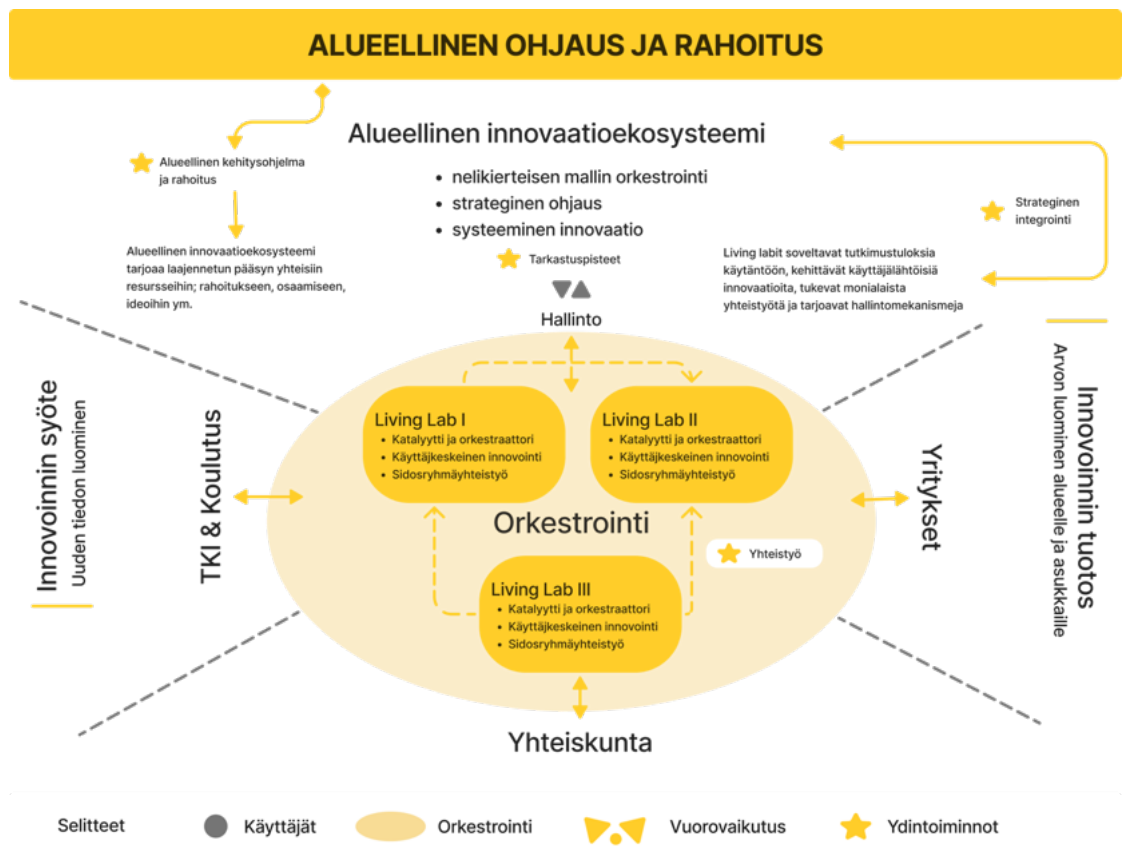 ALUEELLINEN OHJAUS JA RAHOITUS
Alueellinen innovaatioekosysteemi
• nelikierteisen mallin orkestrointi
• strateginen ohjaus
• systeeminen innovaatio
Tarkastuspisteet
Hallinto
Alueellinen kehitysohjelma
ja rahoitus
Alueellinen innovaatioekosysteemi
tarjoaa laajennetun pääsyn yhteisiin
resursseihin; rahoitukseen, osaamiseen,
ideoihin ym.
Strateginen
integrointi
Living labit soveltavat tutkimustuloksia
käytäntöön, kehittävät käyttäjälähtöisiä
innovaatioita, tukevat monialaista
yhteistyötä ja tarjoavat hallintomekanismeja
Innovoinnin syöte
Uuden tiedon luominen
TKI & Koulutus
Living Lab I
• Katalyytti ja orkestraattori
• Käyttäjkeskeinen innovointi
• Sidosryhmäyhteistyö
Living Lab II
• Katalyytti ja orkestraattori
• Käyttäjkeskeinen innovointi
• Sidosryhmäyhteistyö
Orkestrointi
Yhteistyö
Living Lab III
• Katalyytti ja orkestraattori
• Käyttäjkeskeinen innovointi
• Sidosryhmäyhteistyö
Yritykset
Innovoinnin tuotos
Arvon luominen alueelle ja asukkaille
Yhteiskunta
Selitteet
Käyttäjät
Orkestrointi
Vuorovaikutus
Ydintoiminnot